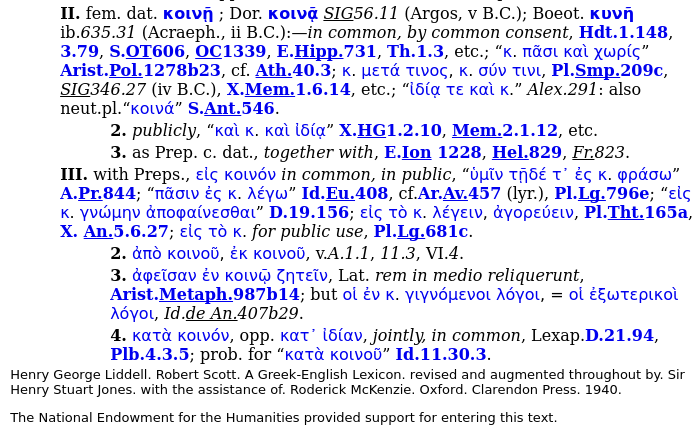 II. fem. dat. κοινῇ ; Dor. κοινᾷ SIG56.11 (Argos, v B.C.); Boeot. κυνῆ
ib.635.31 (Acraeph., ii B.C.):—in common, by common consent, Hdt.1.148,
3.79, S.OT606, OC1339, E.Hipp.731, Th.1.3, etc.; “κ. πᾶσι καὶ χωρίς”
Arist.Pol.1278b23, cf. Ath.40.3; κ. μετά τινος, κ. σύν τινι, Pl.Smp.209c,
SIG346.27 (iv B.C.), X.Mem.1.6.14, etc.; “ἰδίᾳ τε καὶ κ.” Alex.291: also
neut.pl.“κοινά” S.Ant.546.
2. publicly, “καὶ κ. καὶ ἰδίᾳ” X.HG1.2.10, Mem.2.1.12, etc.
3. as Prep. c. dat., together with, E.Ion 1228, Hel.829, Fr.823.
III. with Preps., εἰς κοινόν in common, in public, “ὑμῖν τῇδέ τ᾽ ἐς κ. φράσω”
A.Pr.844; “πᾶσιν ἐς κ. λέγω” Id.Eu.408, cf.Ar.Av.457 (lyr.), Pl.Lg.796e; “εἰς
κ. γνώμην ἀποφαίνεσθαι” D.19.156; εἰς τὸ κ. λέγειν, ἀγορεύειν, Pl.Tht.165a,
X. An.5.6.27; εἰς τὸ κ. for public use, Pl.Lg.681c.
2. ἀπὸ κοινοῦ, ἐκ κοινοῦ, v.A.1.1, 11.3, VI.4.
3. ἀφεῖσαν ἐν κοινῷ ζητεῖν, Lat. rem in medio reliquerunt,
Arist.Metaph.987b14; but οἱ ἐν κ. γιγνόμενοι λόγοι, = οἱ ἐξωτερικοὶ
λόγοι, Id.de An.407b29.
4. κατὰ κοινόν, opp. κατ᾽ ἰδίαν, jointly, in common, Lexap.D.21.94,
Plb.4.3.5; prob. for “κατὰ κοινοῦ” Id.11.30.3.
Henry George Liddell. Robert Scott. A Greek-English Lexicon. revised and augmented throughout by. Sir
Henry Stuart Jones. with the assistance of. Roderick McKenzie. Oxford. Clarendon Press. 1940.
The National Endowment for the Humanities provided support for entering this text.